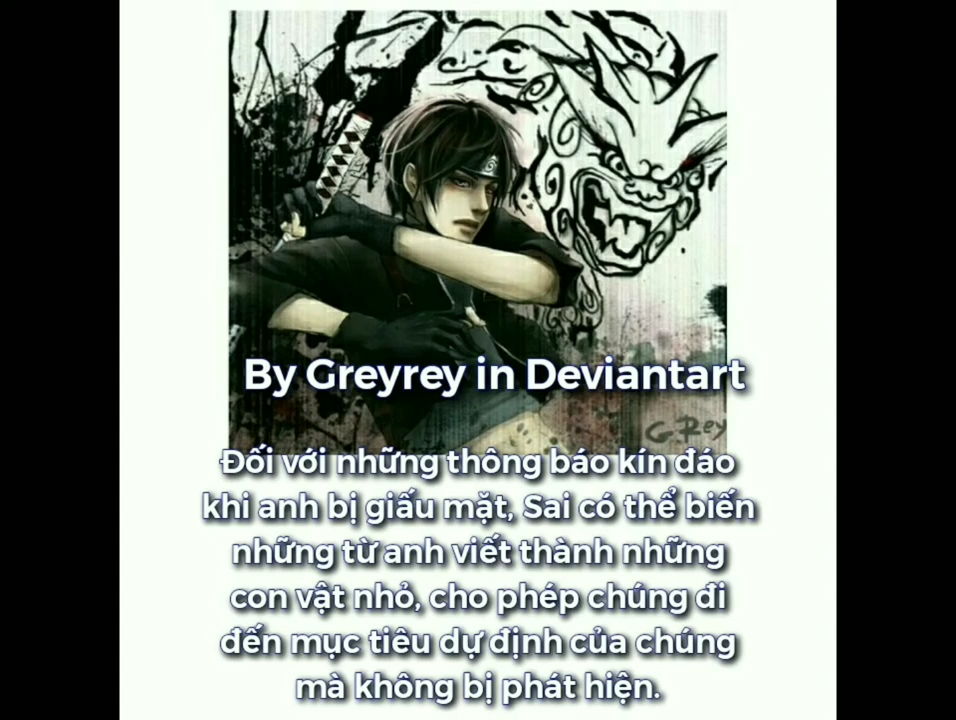 By Greyrey in Deviantart
G.Rey
Đối với những thông báo kín đáo
khi anh bị giấu mặt, Sai có thể biến
những từ anh viết thành những
con vật nhỏ, cho phép chúng đi
đến mục tiêu dự định của chúng
mà không bị phát hiện.